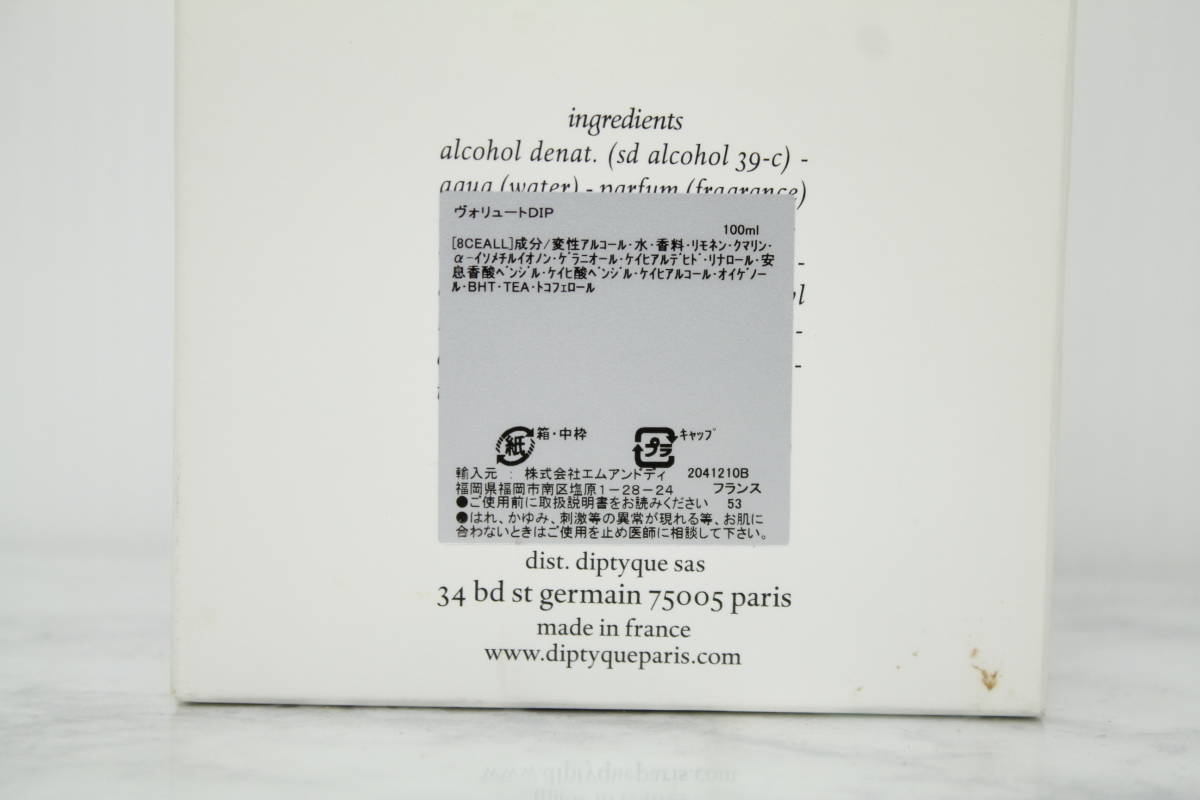 ingredients
alcohol denat. (sd alcohol 39-c) -
aqua (water) - parfum (fragrance)
ヴォリュートDIP
100ml
[8CEALL]成分/変性アルコール・水・香料・リモネン・クマリン・
α-イソメチルイオノン・ゲラニオール・ケイヒアルデヒド・リナロール・安
息香酸ベンジル・ケイヒ酸ベンジル・ケイヒアルコール・オイゲノー
ル・BHT・TEA・トコフェロール
紙 箱・中枠 プラ キャップ
輸入元 : 株式会社エムアンドディ 2041210B
福岡県福岡市南区塩原1-28-24 フランス
●ご使用前に取扱説明書をお読みください 53
●はれ、かゆみ、刺激等の異常が現れる等、お肌に
合わないときはご使用を止め医師に相談して下さい。
dist. diptyque sas
34 bd st germain 75005 paris
made in france
www.diptyqueparis.com